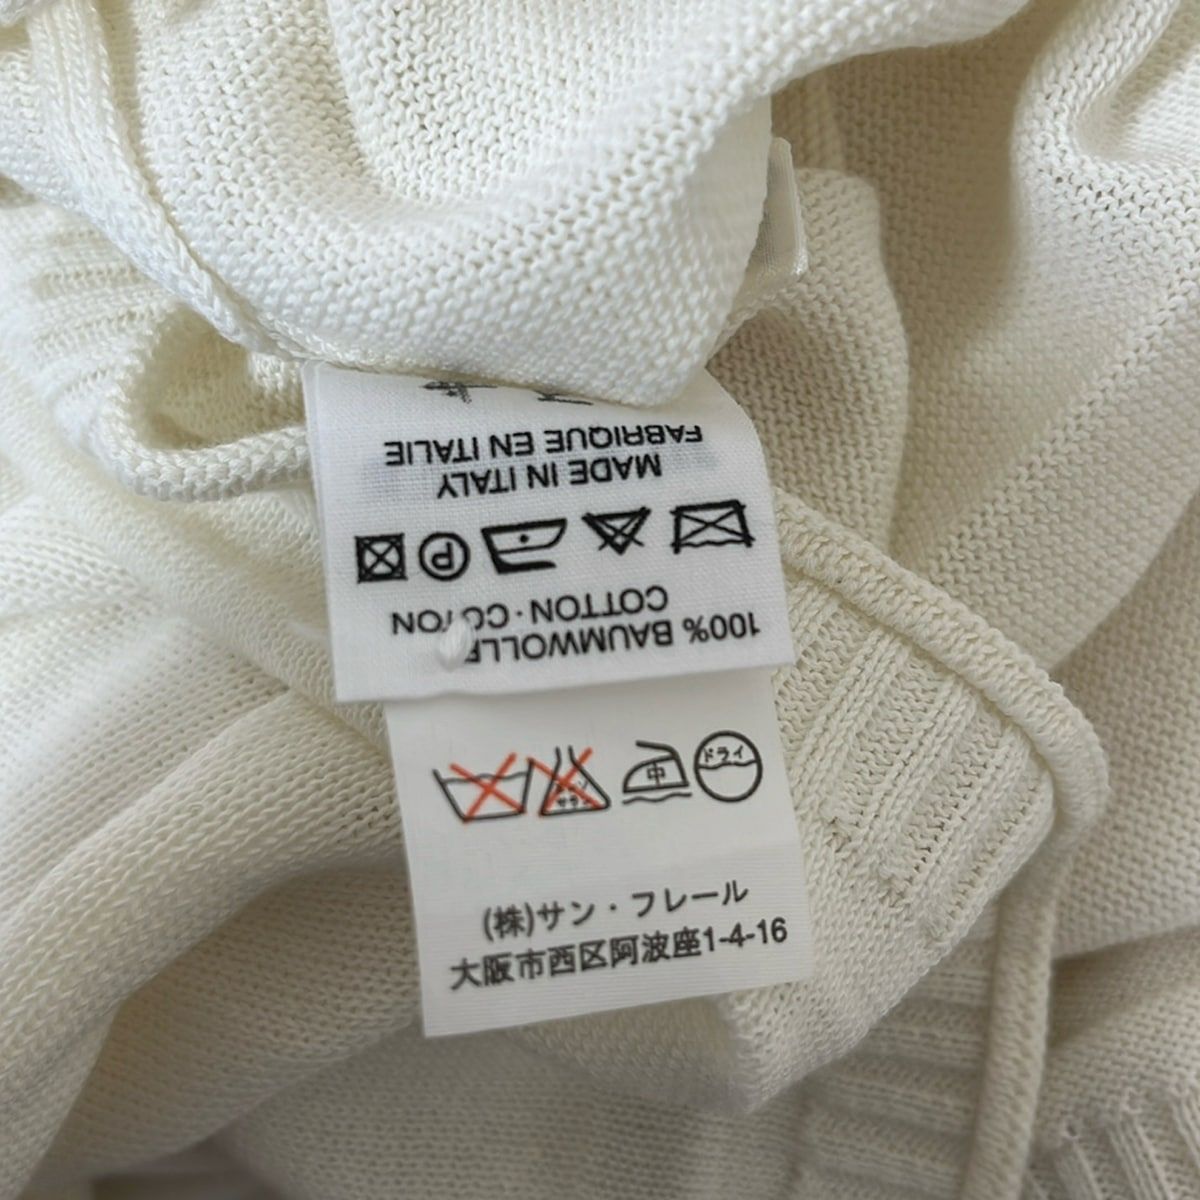 100% BAUMWOLLE
COTTON·COTON
P
MADE IN ITALY
FABRIQUE EN ITALIE
中
ドライ
(株)サン・フレール
大阪市西区阿波座1-4-16